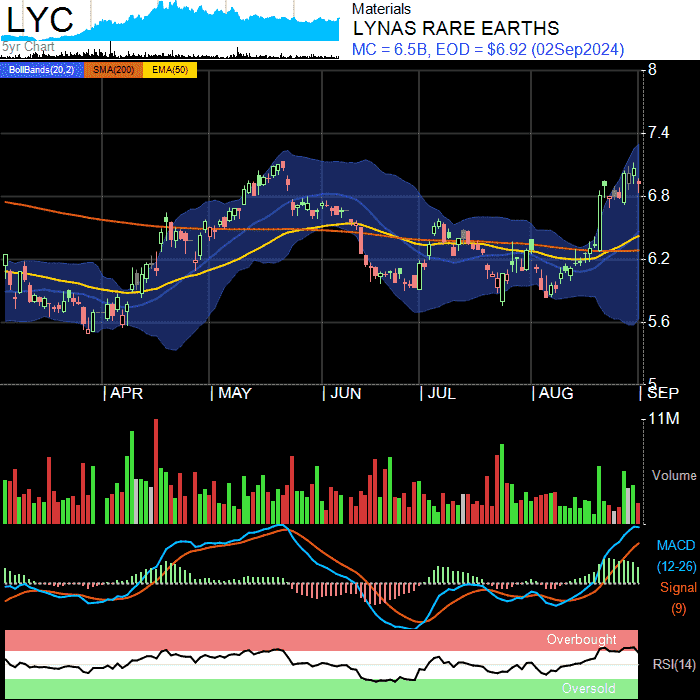 LYC
5yr Chart
Materials
LYNAS RARE EARTHS
MC = 6.5B, EOD = $6.92 (02Sep2024)
BollBands(20,2) SMA(200) EMA(50)
8
7.4
6.8
6.2
5.6
5
APR MAY JUN JUL AUG SEP
11M
Volume
MACD
(12-26)
Signal
(9)
Overbought
RSI(14)
Oversold